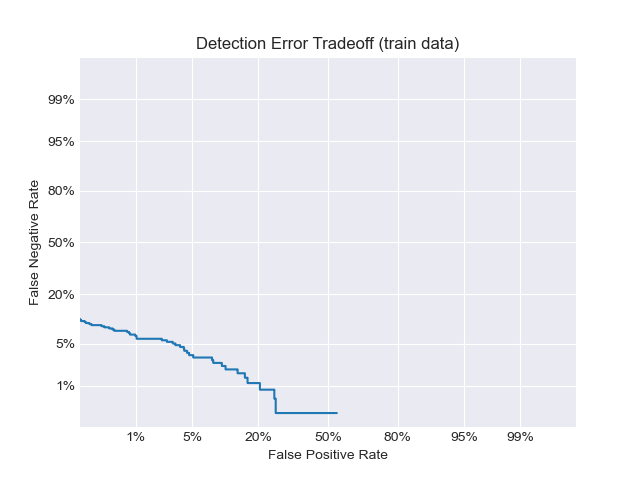 Detection Error Tradeoff (train data)
99%
95%
80%
50%
20%
5%
1%
False Negative Rate
1% 5% 20% 50% 80% 95% 99%
False Positive Rate